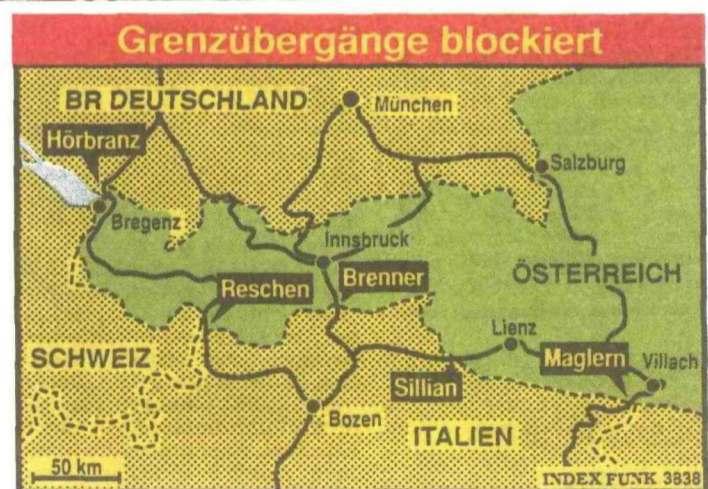 Grenzübergänge blockiert
BR DEUTSCHLAND
München
Hörbranz
Salzburg
Bregenz
Innsbruck
Reschen
Brenner
ÖSTERREICH
Lienz
SCHWEIZ
Sillian
Maglern
Villach
Bozen
ITALIEN
50 km
INDEX FUNK 3838